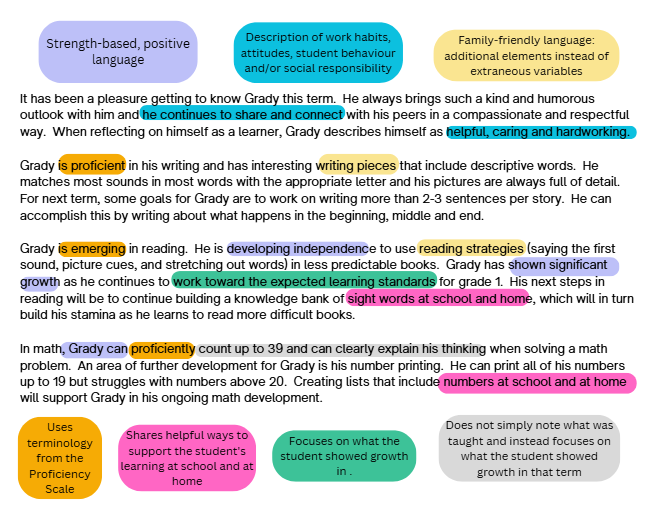 Strength-based, positive
language
Description of work habits,
attitudes, student behaviour
and/or social responsibility
Family-friendly language:
additional elements instead of
extraneous variables
It has been a pleasure getting to know Grady this term. He always brings such a kind and humorous
outlook with him and he continues to share and connect with his peers in a compassionate and respectful
way. When reflecting on himself as a learner, Grady describes himself as helpful, caring and hardworking.
Grady is proficient in his writing and has interesting writing pieces that include descriptive words. He
matches most sounds in most words with the appropriate letter and his pictures are always full of detail.
For next term, some goals for Grady are to work on writing more than 2-3 sentences per story. He can
accomplish this by writing about what happens in the beginning, middle and end.
Grady is emerging in reading. He is developing independence to use reading strategies (saying the first
sound, picture cues, and stretching out words) in less predictable books. Grady has shown significant
growth as he continues to work toward the expected learning standards for grade 1. His next steps in
reading will be to continue building a knowledge bank of sight words at school and home, which will in turn
build his stamina as he learns to read more difficult books.
In math, Grady can proficiently count up to 39 and can clearly explain his thinking when solving a math
problem. An area of further development for Grady is his number printing. He can print all of his numbers
up to 19 but struggles with numbers above 20. Creating lists that include numbers at school and at home
will support Grady in his ongoing math development.
Uses
terminology
from the
Proficiency
Scale
Shares helpful ways to
support the student's
learning at school and at
home
Focuses on what the
student showed growth
in .
Does not simply note what was
taught and instead focuses on
what the student showed
growth in that term